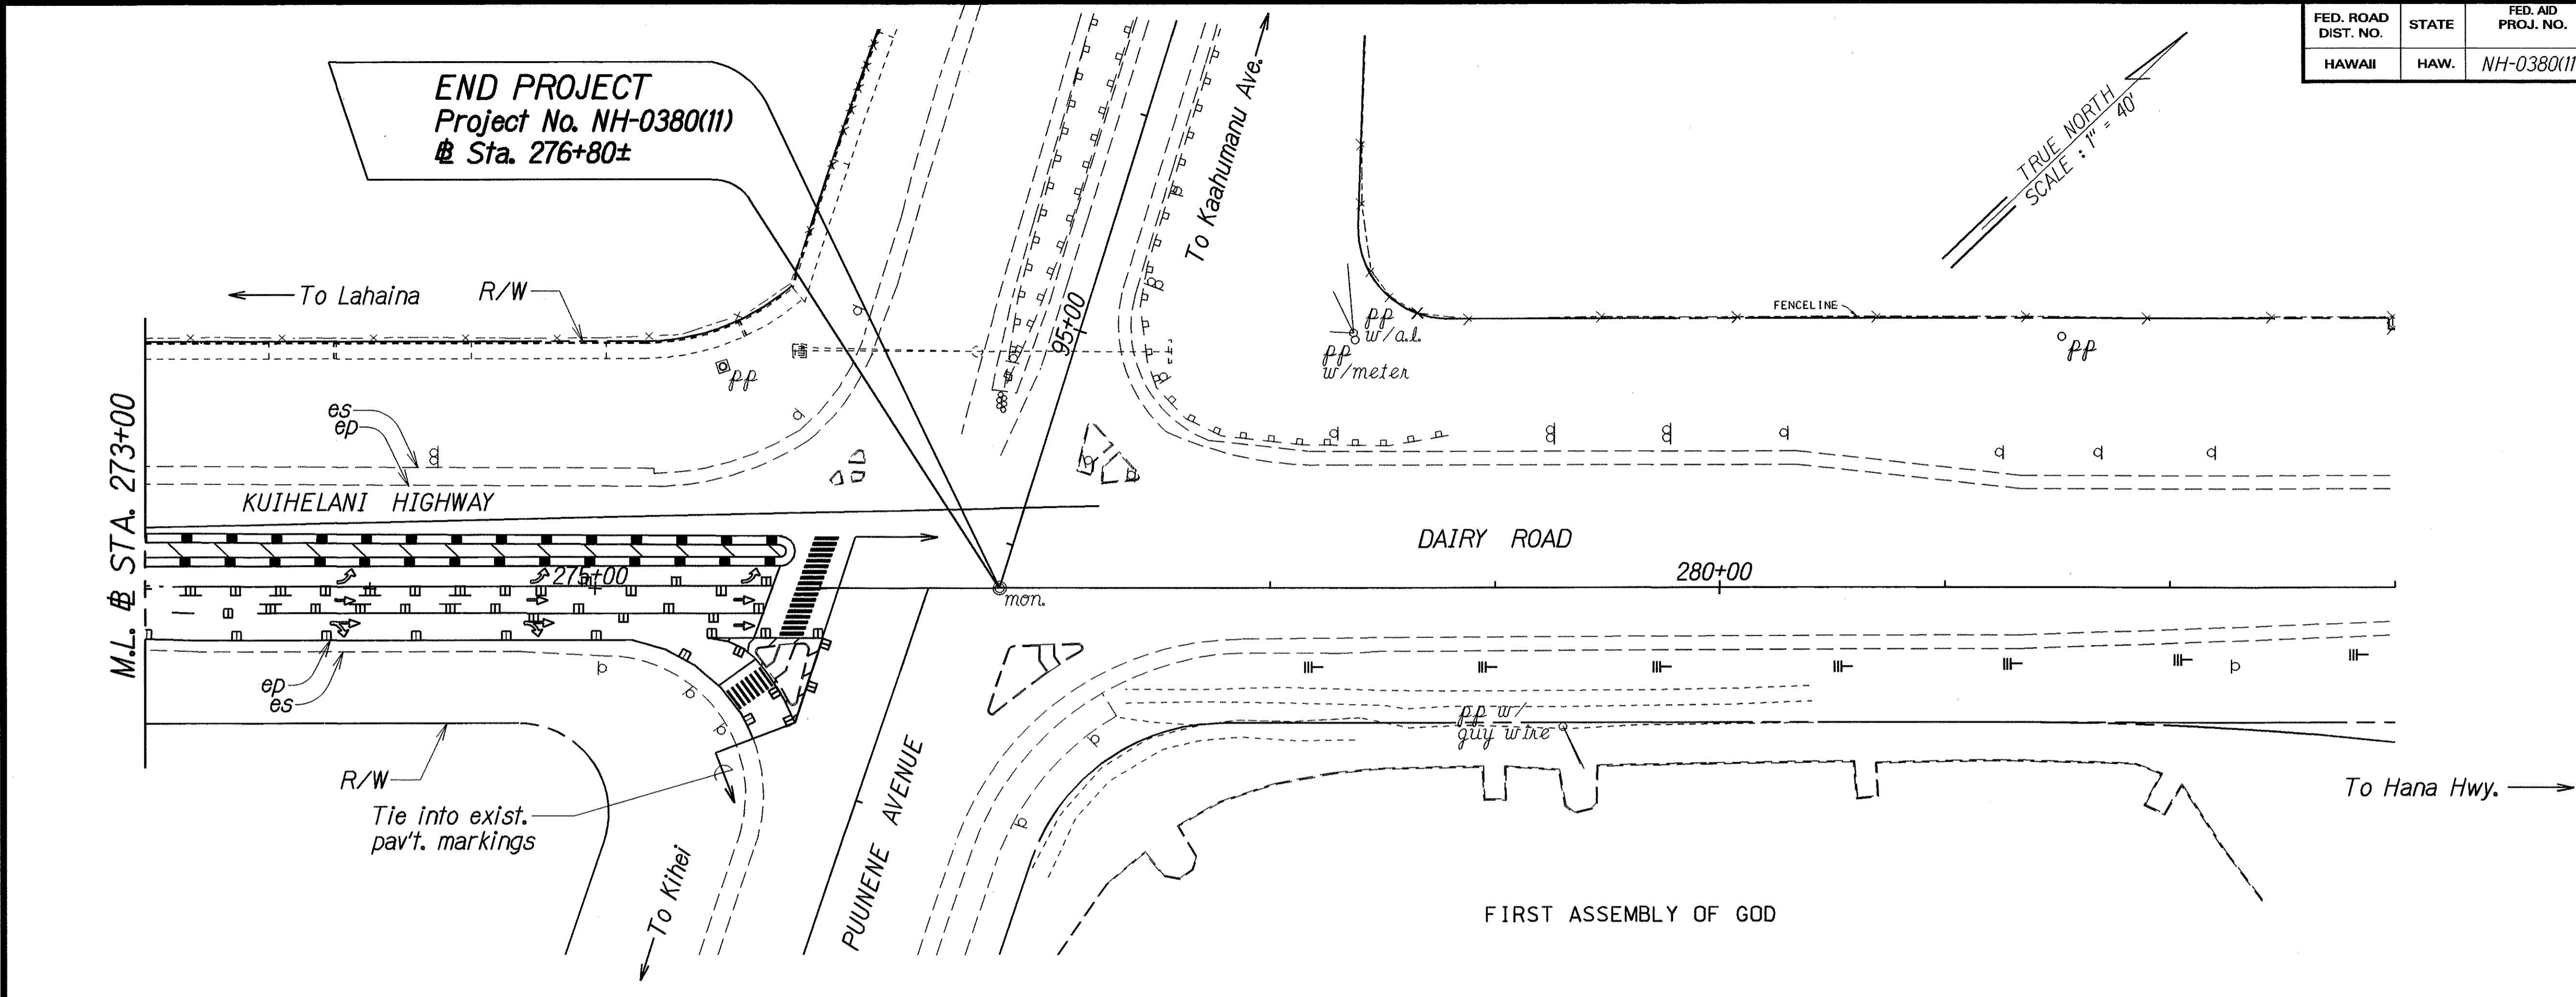 FED. ROAD
DIST. NO.
STATE
FED. AID
PROJ. NO.
HAWAII
HAW.
NH-0380(11
END PROJECT
Project No. NH-0380(11)
℄ Sta. 276+80±
To Kaahumanu Ave.
TRUE NORTH
SCALE : 1" = 40'
To Lahaina
R/W
95+00
FENCELINE
pp
w/a.l.
pp
w/meter
pp
pp
es
ep
M.L. ℄ STA. 273+00
KUIHELANI HIGHWAY
DAIRY ROAD
275+00
280+00
mon.
ep
es
R/W
pp w/
guy wire
Tie into exist.
pav't. markings
To Kihei
PUUNENE AVENUE
To Hana Hwy.
FIRST ASSEMBLY OF GOD